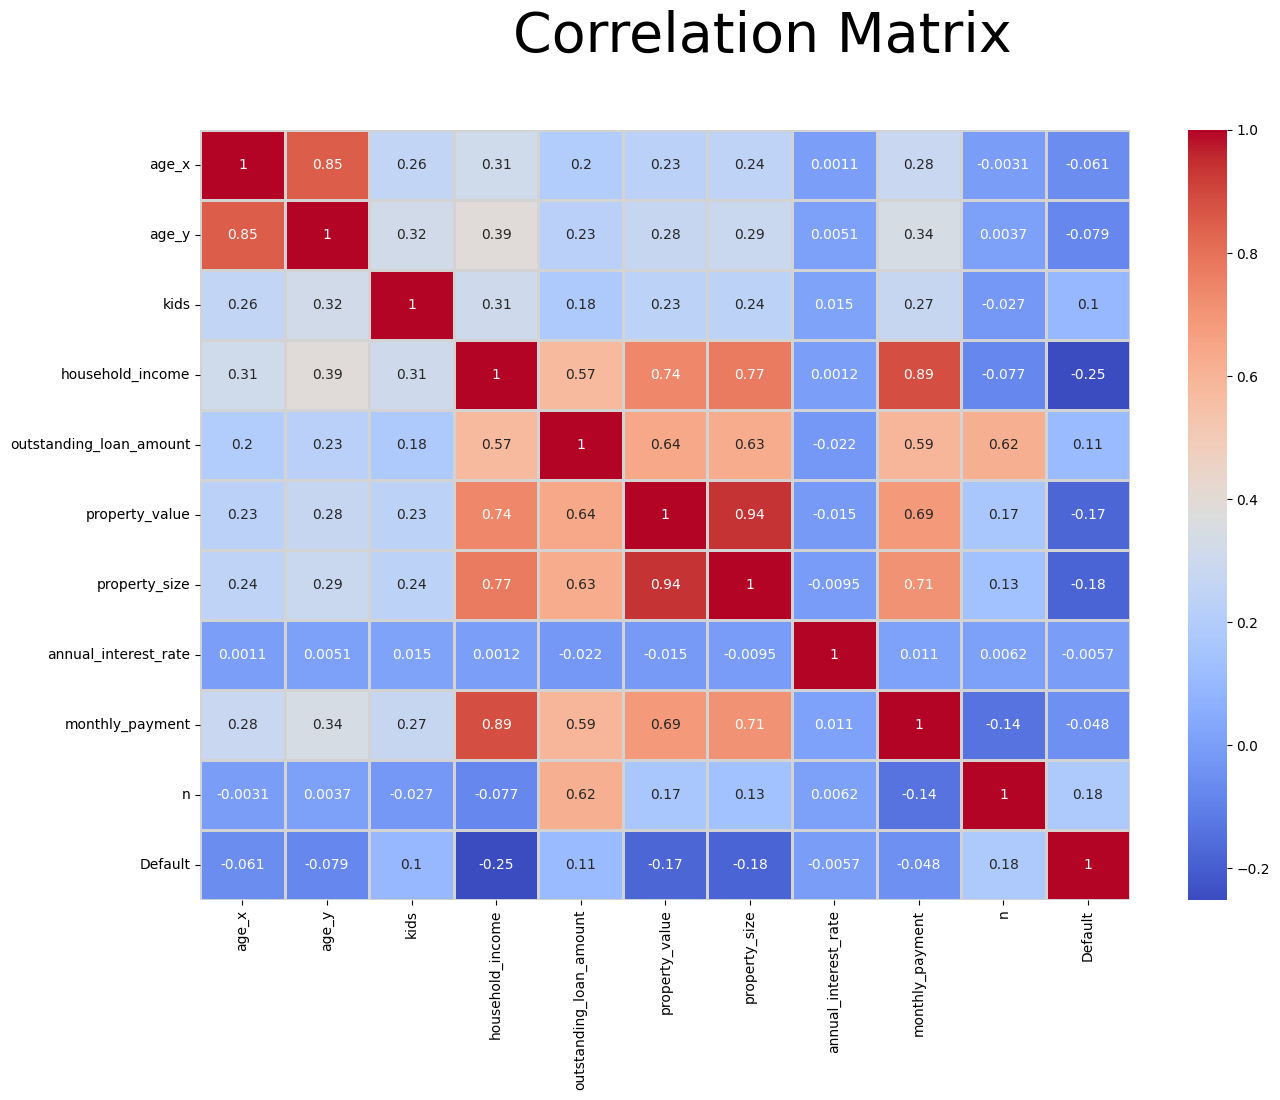 Correlation Matrix
age_x 1 0.85 0.26 0.31 0.2 0.23 0.24 0.0011 0.28 -0.0031 -0.061
age_y 0.85 1 0.32 0.39 0.23 0.28 0.29 0.0051 0.34 0.0037 -0.079
kids 0.26 0.32 1 0.31 0.18 0.23 0.24 0.015 0.27 -0.027 0.1
household_income 0.31 0.39 0.31 1 0.57 0.74 0.77 0.0012 0.89 -0.077 -0.25
outstanding_loan_amount 0.2 0.23 0.18 0.57 1 0.64 0.63 -0.022 0.59 0.62 0.11
property_value 0.23 0.28 0.23 0.74 0.64 1 0.94 -0.015 0.69 0.17 -0.17
property_size 0.24 0.29 0.24 0.77 0.63 0.94 1 -0.0095 0.71 0.13 -0.18
annual_interest_rate 0.0011 0.0051 0.015 0.0012 -0.022 -0.015 -0.0095 1 0.011 0.0062 -0.0057
monthly_payment 0.28 0.34 0.27 0.89 0.59 0.69 0.71 0.011 1 -0.14 -0.048
n -0.0031 0.0037 -0.027 -0.077 0.62 0.17 0.13 0.0062 -0.14 1 0.18
Default -0.061 -0.079 0.1 -0.25 0.11 -0.17 -0.18 -0.0057 -0.048 0.18 1
age_x
age_y
kids
household_income
outstanding_loan_amount
property_value
property_size
annual_interest_rate
monthly_payment
n
Default
1.0
0.8
0.6
0.4
0.2
0.0
−0.2